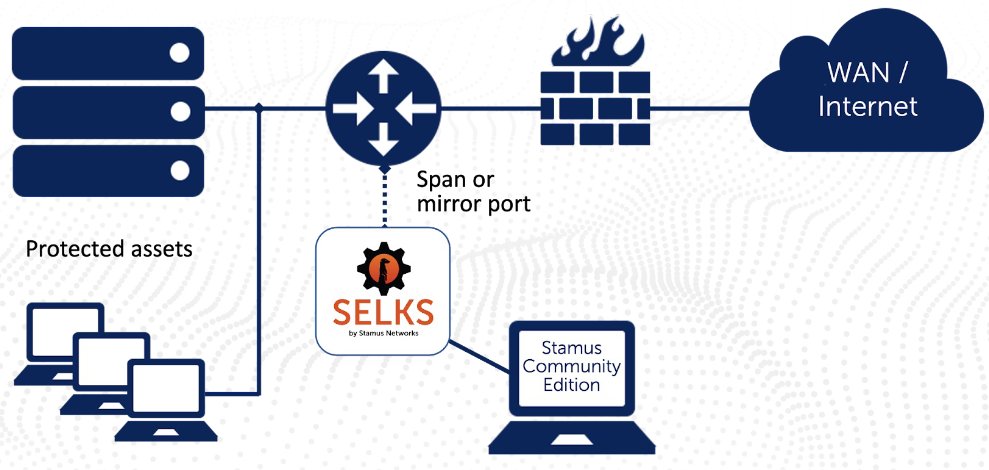 WAN /
Internet
Span or
mirror port
Protected assets
SELKS
by Stamus Networks
Stamus
Community
Edition